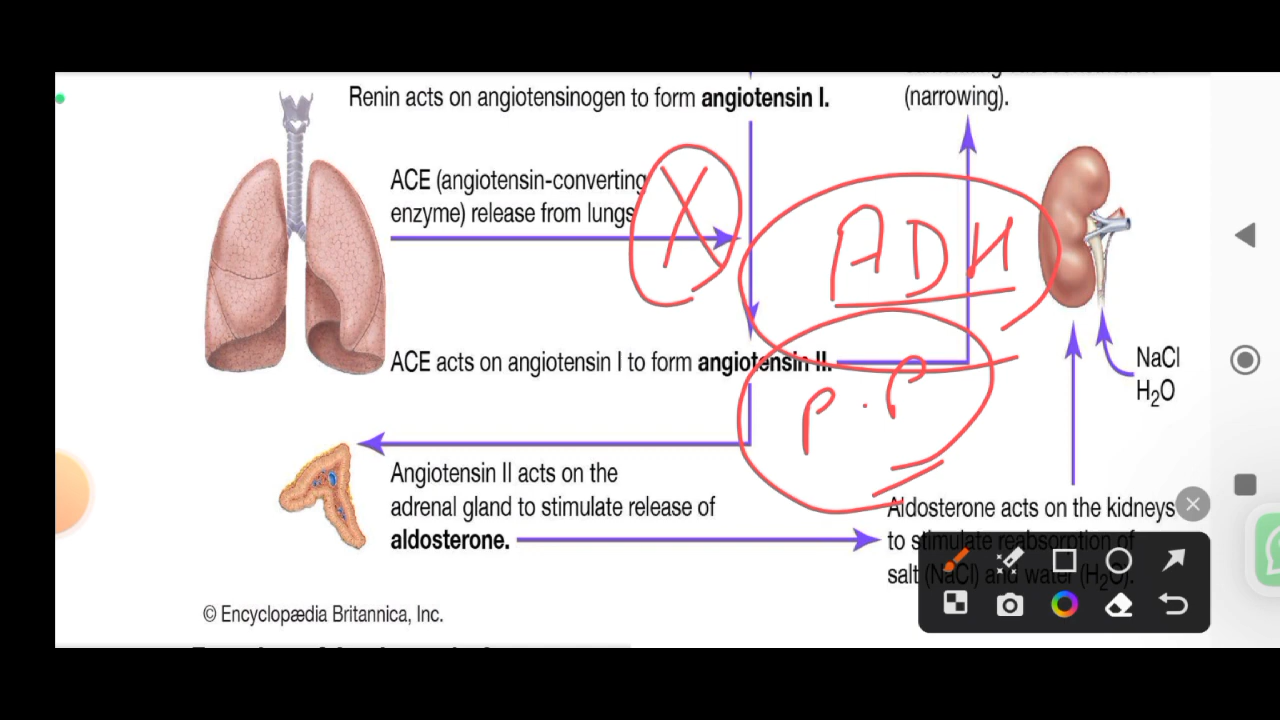 (narrowing).
Renin acts on angiotensinogen to form angiotensin I.
ACE (angiotensin-converting
enzyme) release from lungs
X
ADH
ACE acts on angiotensin I to form angiotensin II.
P.P
NaCl
H₂O
Angiotensin II acts on the
adrenal gland to stimulate release of
aldosterone.
Aldosterone acts on the kidneys
to stimulate reabsorption of
salt (NaCl) and water (H₂O).
© Encyclopædia Britannica, Inc.